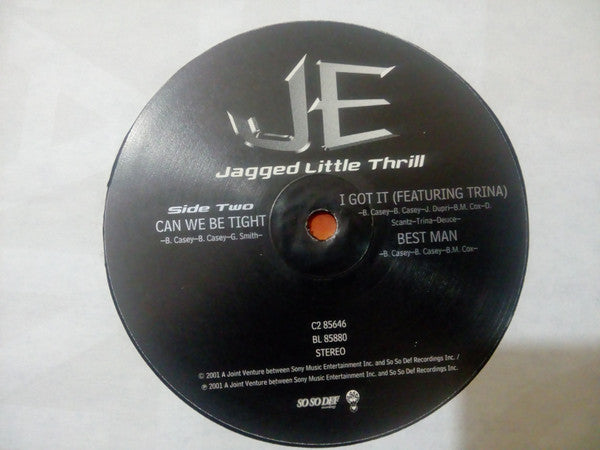 JE
Jagged Little Thrill
Side Two
CAN WE BE TIGHT
–B. Casey–B. Casey–G. Smith–
I GOT IT (FEATURING TRINA)
–B. Casey–B. Casey–J. Dupri–B.M. Cox–D.
Scantz–Trina–Deuce–
BEST MAN
–B. Casey–B. Casey–B.M. Cox–
C2 85646
BL 85880
STEREO
© 2001 A Joint Venture between Sony Music Entertainment Inc. and So So Def Recordings Inc. /
℗ 2001 A Joint Venture between Sony Music Entertainment Inc. and So So Def Recordings Inc.
SO SO DEF